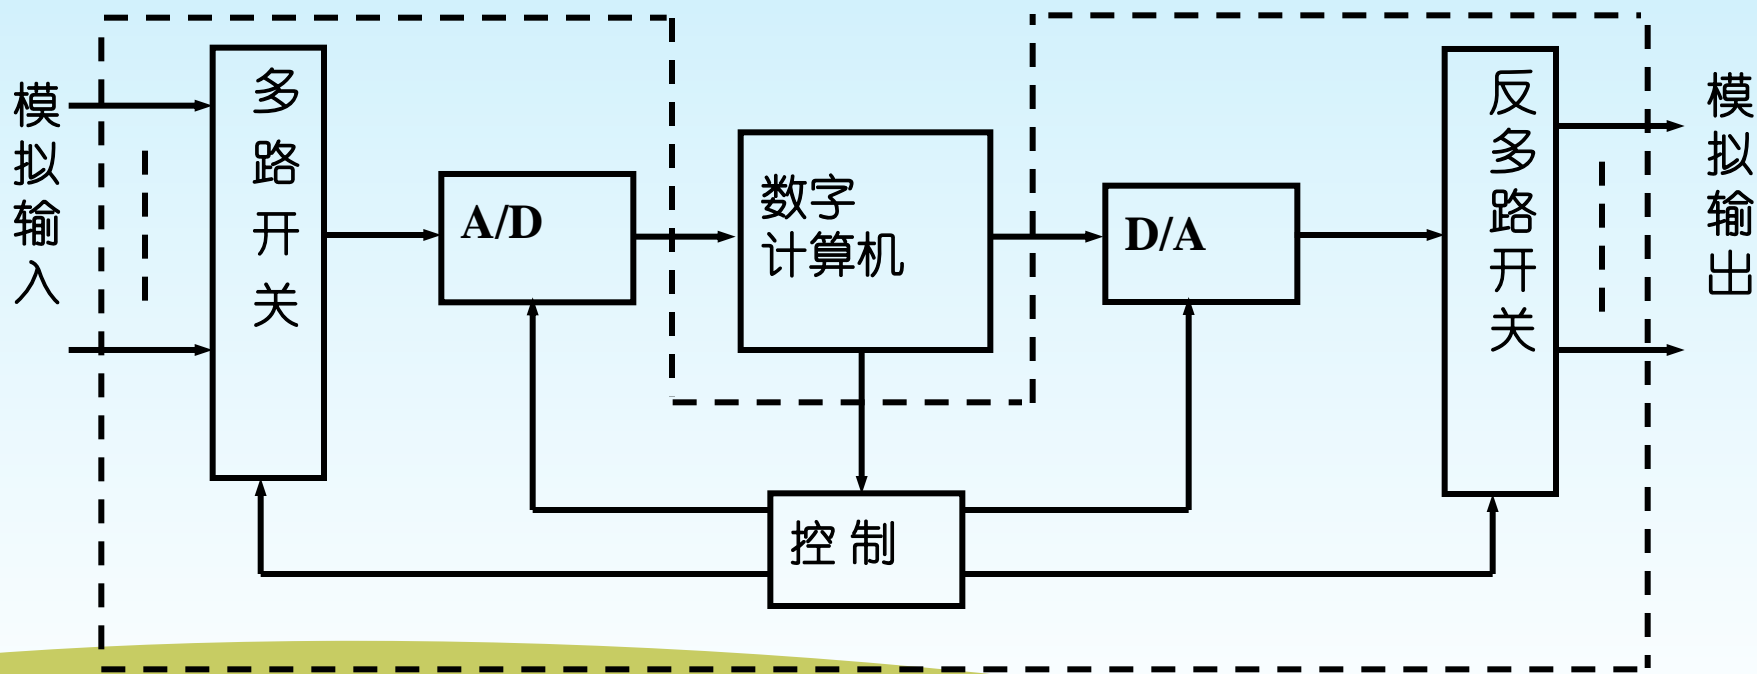 模拟输入
多路开关
A/D
数字
计算机
D/A
反多路开关
模拟输出
控制